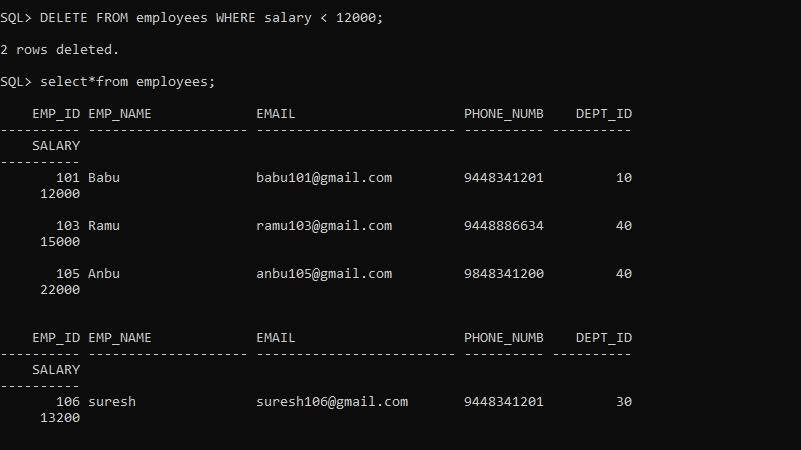 SQL> DELETE FROM employees WHERE salary < 12000;
2 rows deleted.
SQL> select*from employees;
    EMP_ID EMP_NAME             EMAIL                     PHONE_NUMB    DEPT_ID
---------- -------------------- ------------------------- ---------- ----------
    SALARY
----------
       101 Babu                 babu101@gmail.com         9448341201         10
     12000
       103 Ramu                 ramu103@gmail.com         9448886634         40
     15000
       105 Anbu                 anbu105@gmail.com         9848341200         40
     22000
    EMP_ID EMP_NAME             EMAIL                     PHONE_NUMB    DEPT_ID
---------- -------------------- ------------------------- ---------- ----------
    SALARY
----------
       106 suresh               suresh106@gmail.com       9448341201         30
     13200